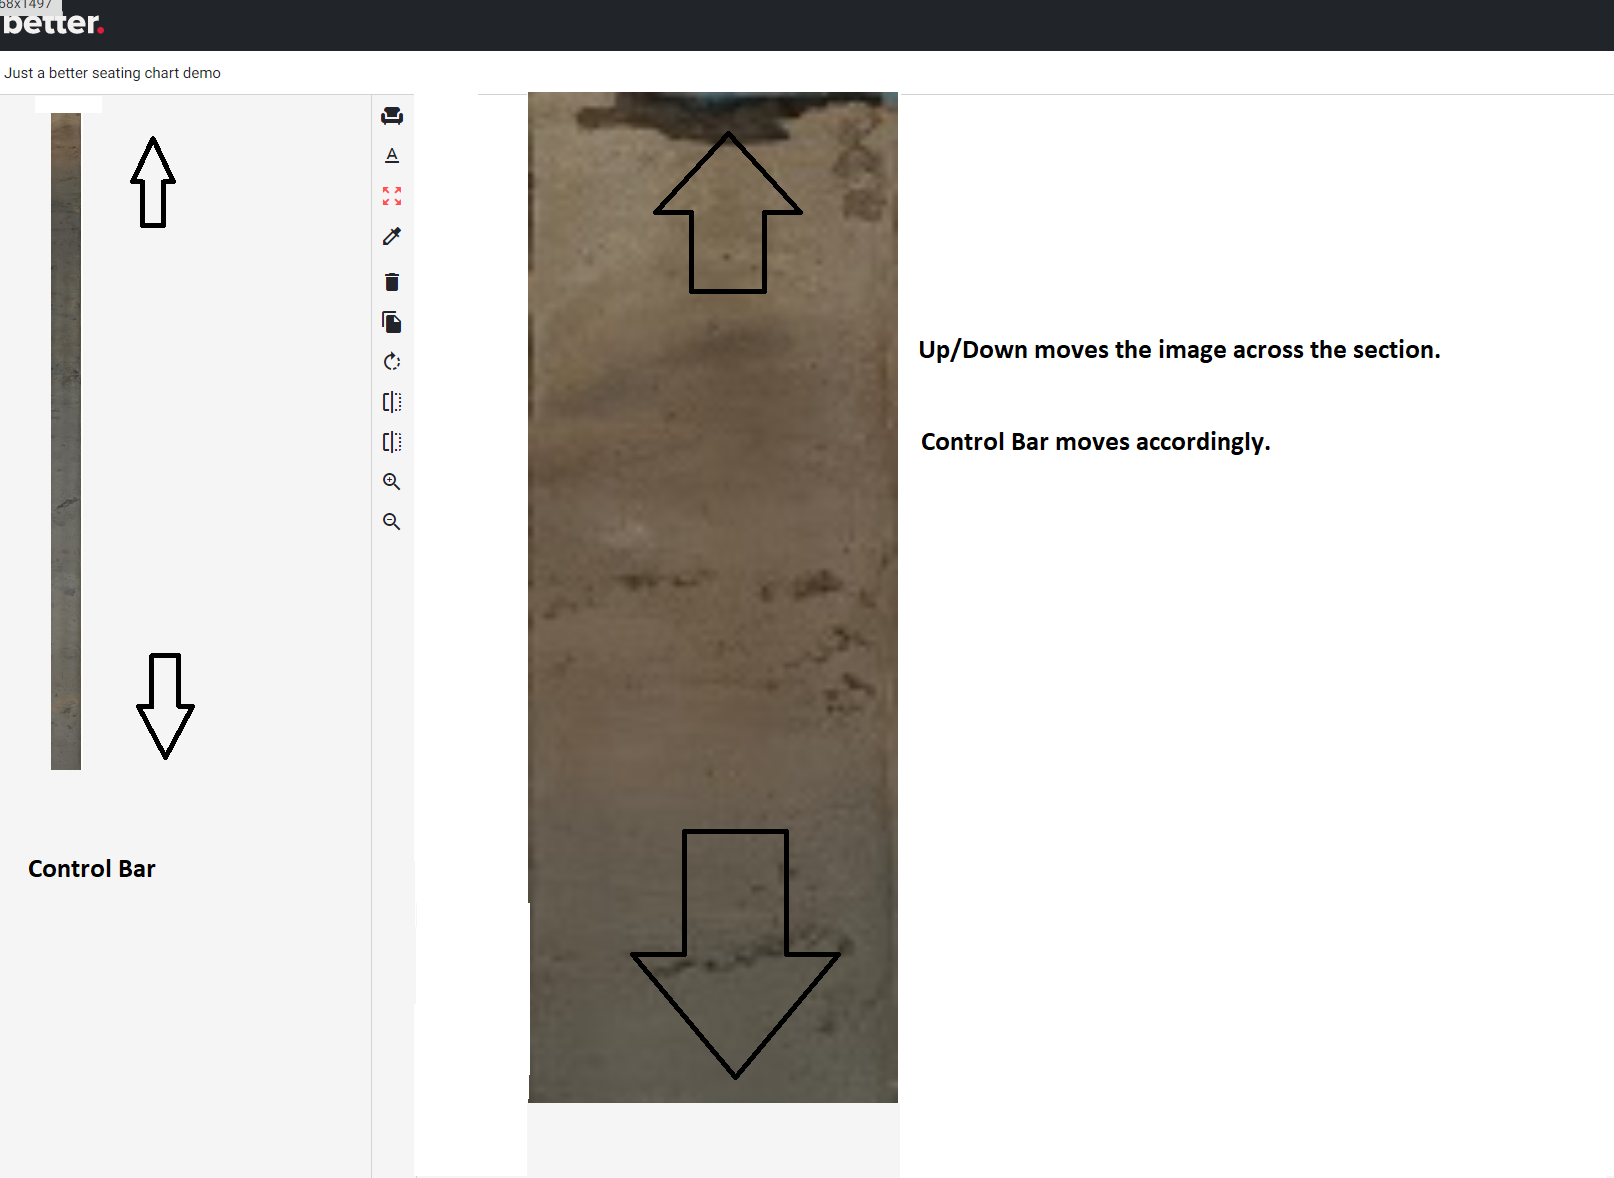 68x1497
better.
Just a better seating chart demo
A
Up/Down moves the image across the section.
Control Bar moves accordingly.
Control Bar